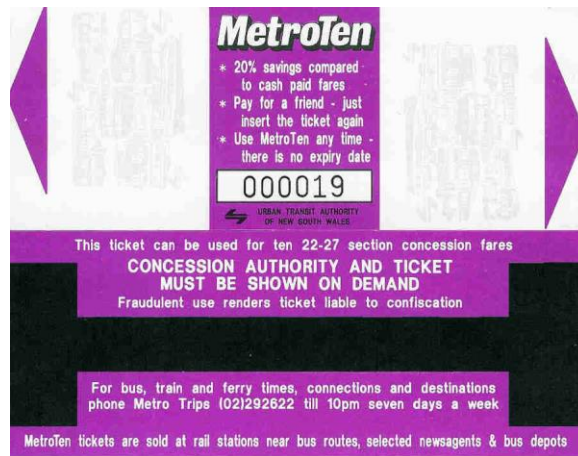 MetroTen
* 20% savings compared
to cash paid fares
* Pay for a friend - just
insert the ticket again
* Use MetroTen any time -
there is no expiry date
000019
URBAN TRANSIT AUTHORITY
OF NEW SOUTH WALES
This ticket can be used for ten 22-27 section concession fares
CONCESSION AUTHORITY AND TICKET
MUST BE SHOWN ON DEMAND
Fraudulent use renders ticket liable to confiscation
For bus, train and ferry times, connections and destinations
phone Metro Trips (02)292622 till 10pm seven days a week
MetroTen tickets are sold at rail stations near bus routes, selected newsagents & bus depots